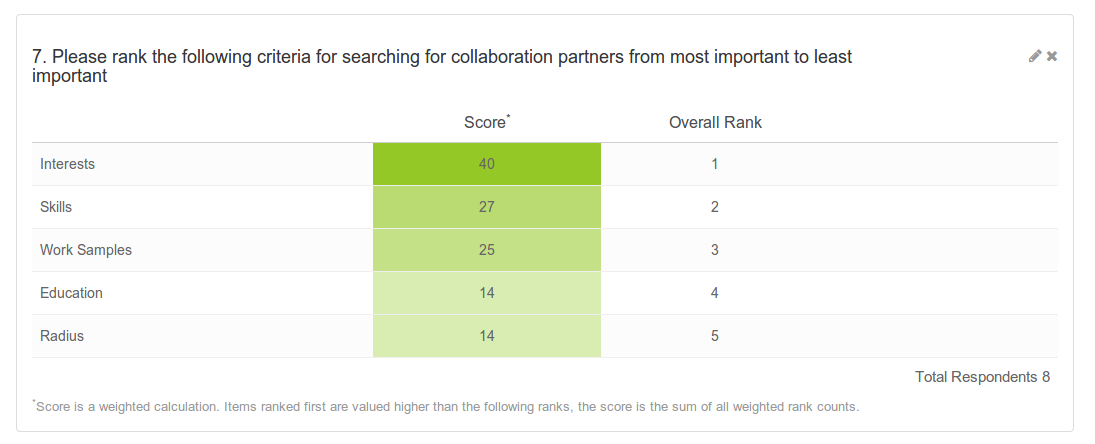 7. Please rank the following criteria for searching for collaboration partners from most important to least
important
Score* Overall Rank
Interests 40 1
Skills 27 2
Work Samples 25 3
Education 14 4
Radius 14 5
Total Respondents 8
*Score is a weighted calculation. Items ranked first are valued higher than the following ranks, the score is the sum of all weighted rank counts.